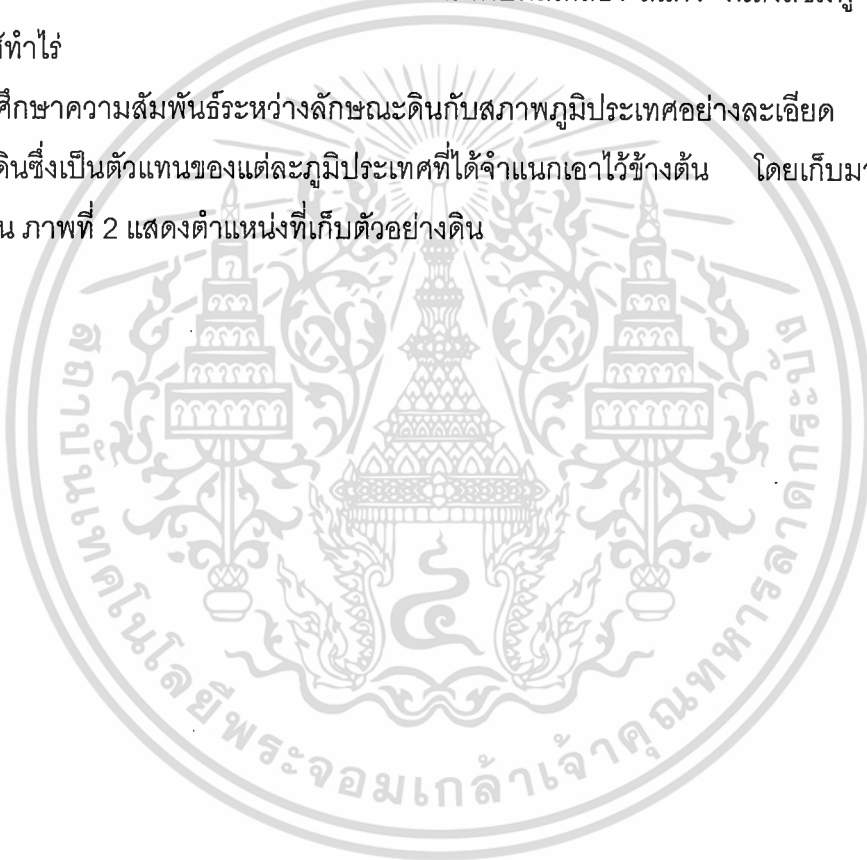 ทำไร่
ศึกษาความสัมพันธ์ระหว่างลักษณะดินกับสภาพภูมิประเทศอย่างละเอียด
ดินซึ่งเป็นตัวแทนของแต่ละภูมิประเทศที่ได้จำแนกเอาไว้ข้างต้น โดยเก็บมา
น ภาพที่ 2 แสดงตำแหน่งที่เก็บตัวอย่างดิน
สถาบันเทคโนโลยีพระจอมเกล้าเจ้าคุณทหารลาดกระบัง
๔